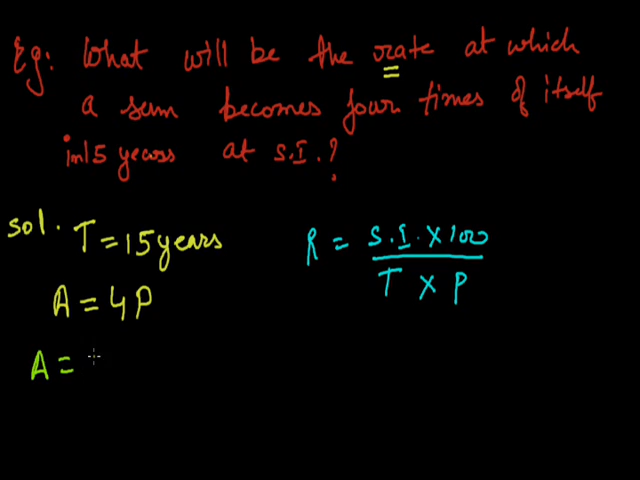 Eg: What will be the rate at which
a sum becomes four times of itself
in 15 years at S.I.?
Sol. T = 15 years
R = S.I. × 100 / T × P
A = 4P
A =